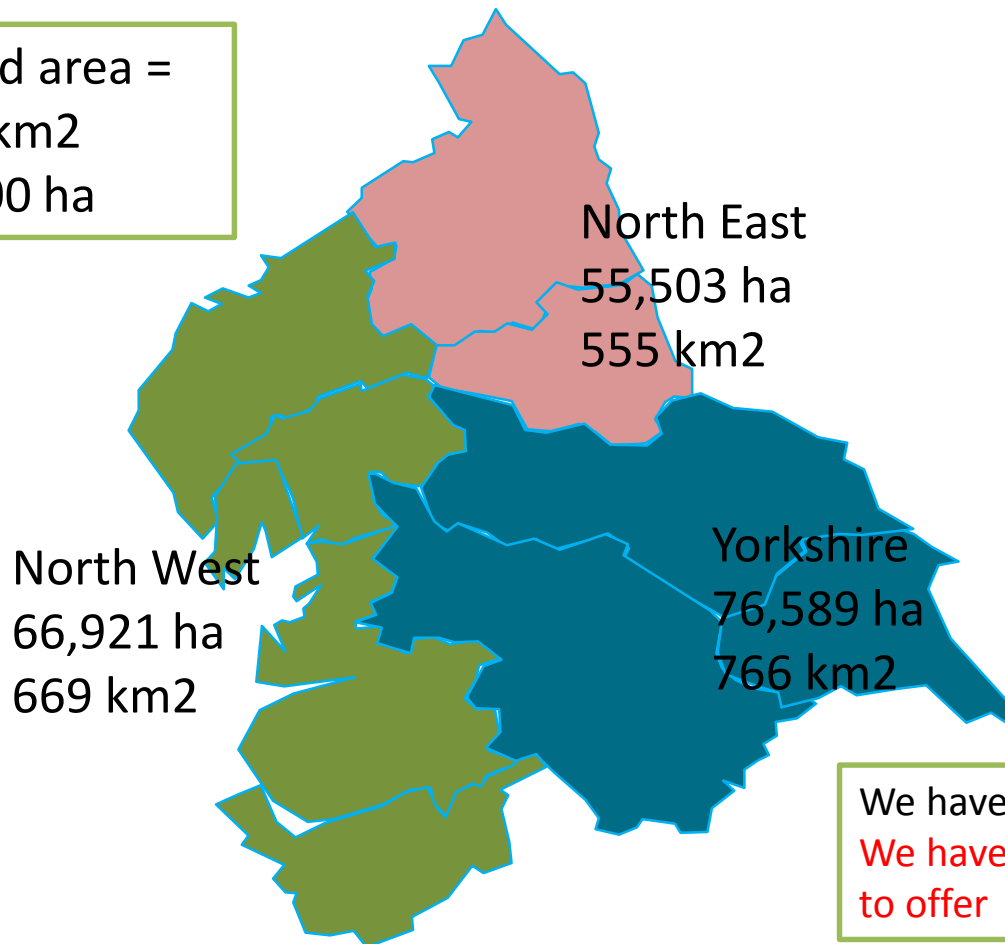 d area =
km2
00 ha
North East
55,503 ha
555 km2
North West
66,921 ha
669 km2
Yorkshire
76,589 ha
766 km2
We have
We have
to offer